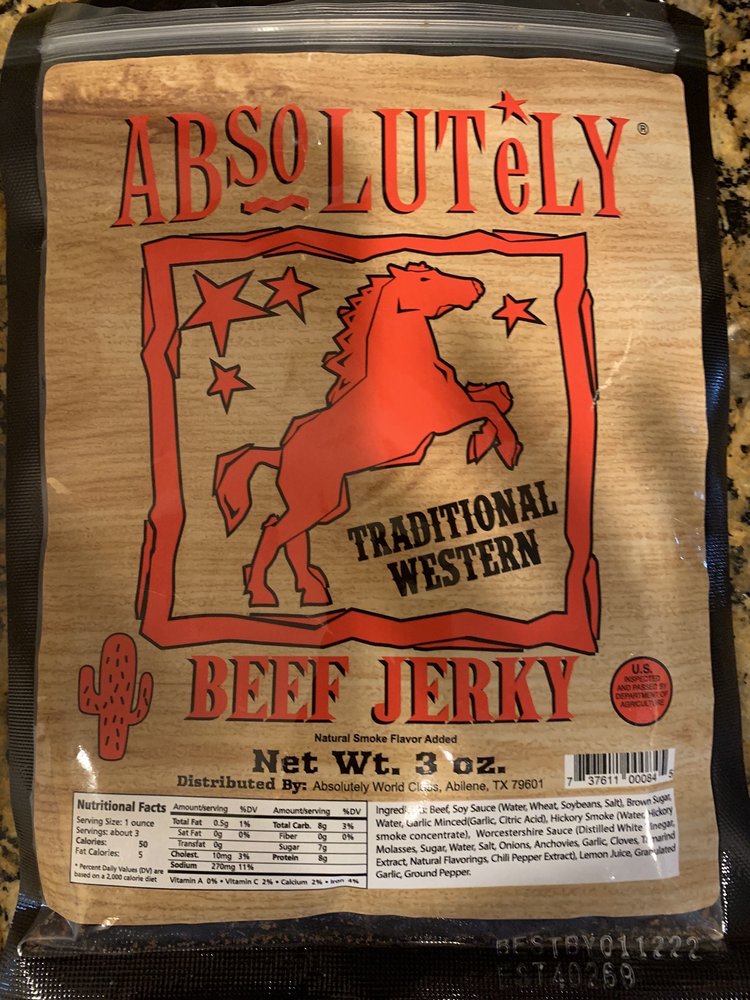 ABSOLUTeLY®
TRADITIONAL
WESTERN
BEEF JERKY
U.S.
INSPECTED
AND PASSED BY
DEPARTMENT OF
AGRICULTURE
Natural Smoke Flavor Added
Net Wt. 3 oz.
Distributed By: Absolutely World Class, Abilene, TX 79601
7 37611 00084 5
Nutritional Facts
Serving Size: 1 ounce
Servings: about 3
Calories: 50
Fat Calories: 5
* Percent Daily Values (DV) are
based on a 2,000 calorie diet
Amount/serving %DV Amount/serving %DV
Total Fat 0.5g 1% Total Carb. 8g 3%
Sat Fat 0g 0% Fiber 0g 0%
Transfat 0g Sugar 7g
Cholest. 10mg 3% Protein 8g
Sodium 270mg 11%
Vitamin A 0% • Vitamin C 2% • Calcium 2% • Iron 4%
Ingredients: Beef, Soy Sauce (Water, Wheat, Soybeans, Salt), Brown Sugar,
Water, Garlic Minced(Garlic, Citric Acid), Hickory Smoke (Water, Hickory
smoke concentrate), Worcestershire Sauce (Distilled White Vinegar,
Molasses, Sugar, Water, Salt, Onions, Anchovies, Garlic, Cloves, Tamarind
Extract, Natural Flavorings, Chili Pepper Extract), Lemon Juice, Granulated
Garlic, Ground Pepper.
BESTBY011222
EST40269